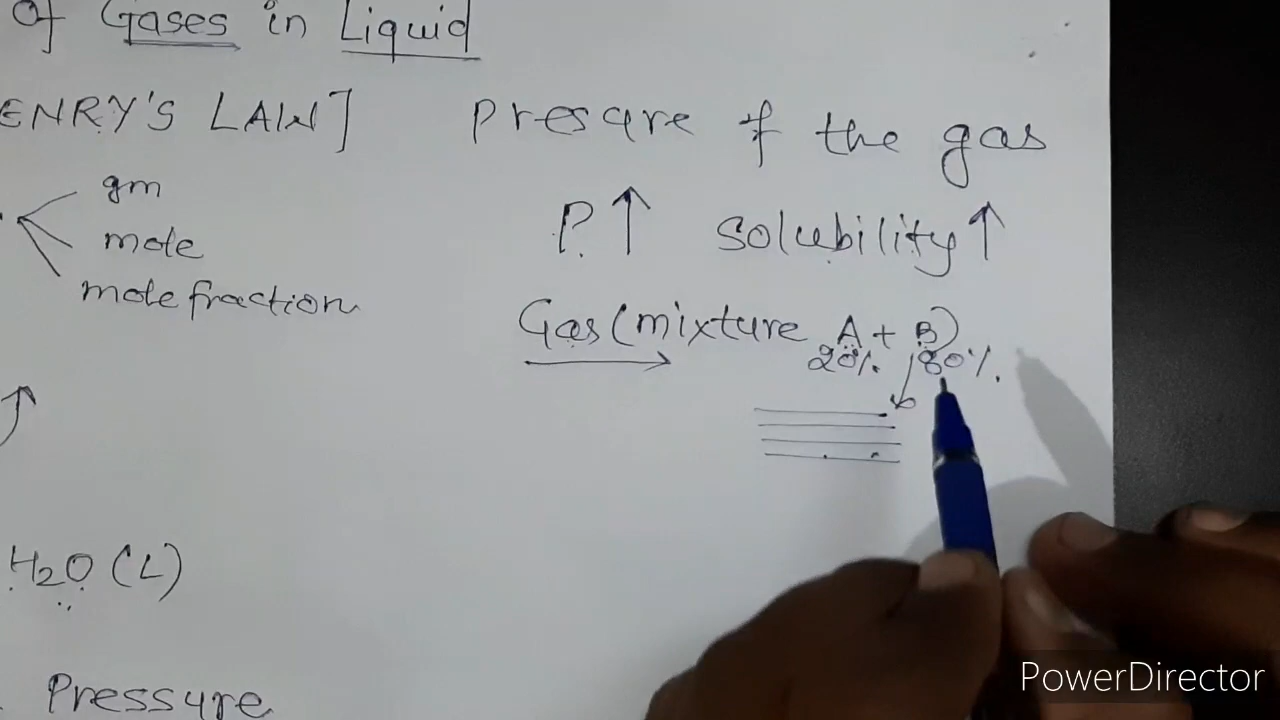 Of Gases in Liquid
ENRY'S LAW]
Presqre of the gas
gm
mole
mole fraction
P↑ Solubility↑
Gas (mixture A + B)
20% 80%
H2O (L)
Pressure
PowerDirector